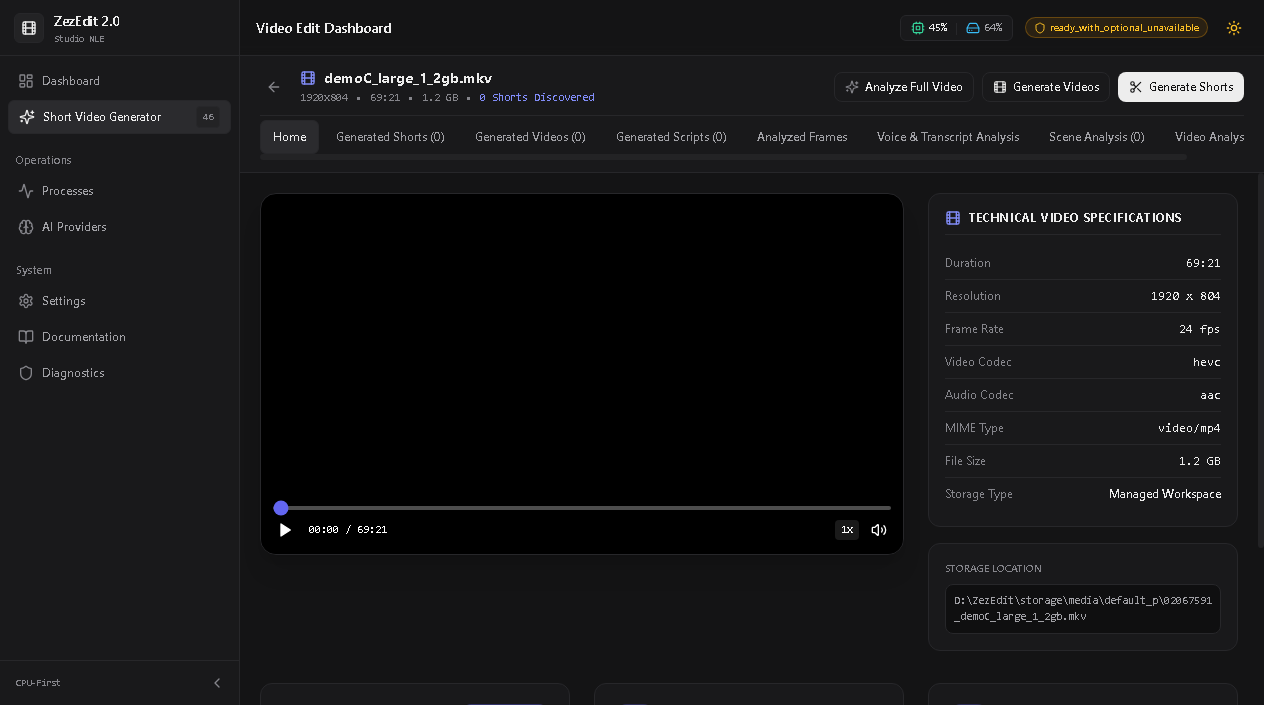 ZezEdit 2.0
Studio NLE
Dashboard
Short Video Generator 46
Operations
Processes
AI Providers
System
Settings
Documentation
Diagnostics
CPU-First
Video Edit Dashboard
45% 64% ready_with_optional_unavailable
demoC_large_1_2gb.mkv
1920x804 • 69:21 • 1.2 GB • 0 Shorts Discovered
Analyze Full Video Generate Videos Generate Shorts
Home Generated Shorts (0) Generated Videos (0) Generated Scripts (0) Analyzed Frames Voice & Transcript Analysis Scene Analysis (0) Video Analys
00:00 / 69:21 1x
TECHNICAL VIDEO SPECIFICATIONS
Duration 69:21
Resolution 1920 x 804
Frame Rate 24 fps
Video Codec hevc
Audio Codec aac
MIME Type video/mp4
File Size 1.2 GB
Storage Type Managed Workspace
STORAGE LOCATION
D:\ZezEdit\storage\media\default_p\02067591
_demoC_large_1_2gb.mkv